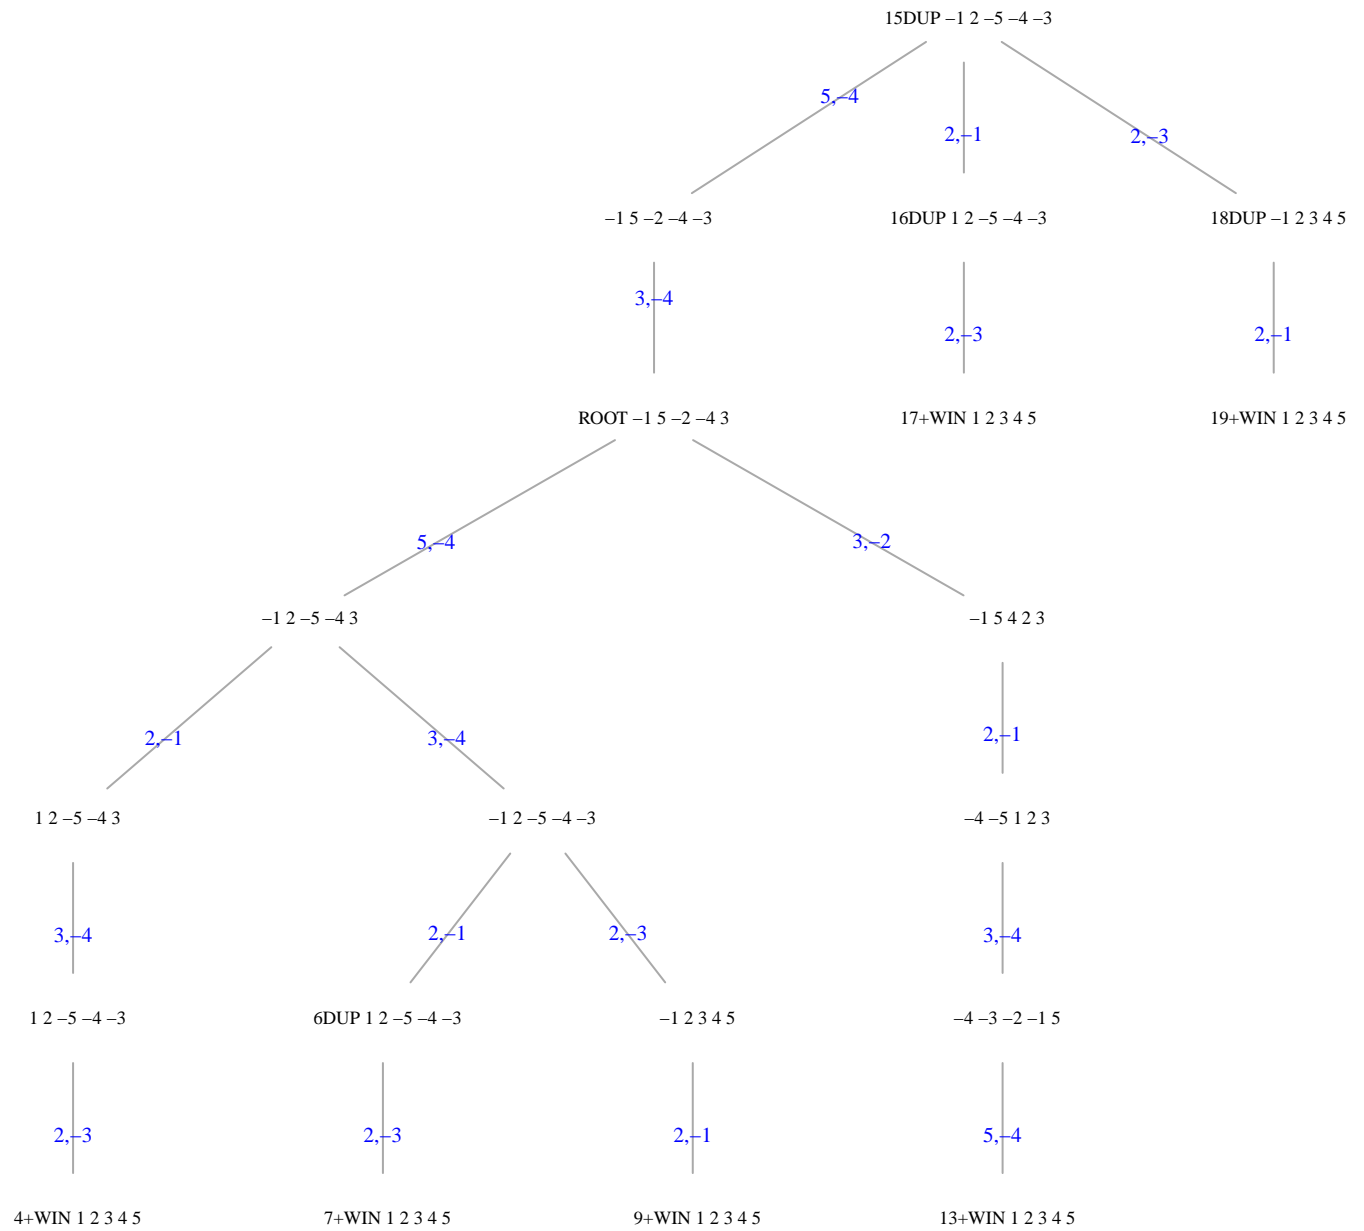 15DUP –1 2 –5 –4 –3
5,–4
2,–1
2,–3
–1 5 –2 –4 –3
16DUP 1 2 –5 –4 –3
18DUP –1 2 3 4 5
3,–4
2,–3
2,–1
ROOT –1 5 –2 –4 3
17+WIN 1 2 3 4 5
19+WIN 1 2 3 4 5
5,–4
3,–2
–1 2 –5 –4 3
–1 5 4 2 3
2,–1
3,–4
2,–1
1 2 –5 –4 3
–1 2 –5 –4 –3
–4 –5 1 2 3
3,–4
2,–1
2,–3
3,–4
1 2 –5 –4 –3
6DUP 1 2 –5 –4 –3
–1 2 3 4 5
–4 –3 –2 –1 5
2,–3
2,–3
2,–1
5,–4
4+WIN 1 2 3 4 5
7+WIN 1 2 3 4 5
9+WIN 1 2 3 4 5
13+WIN 1 2 3 4 5